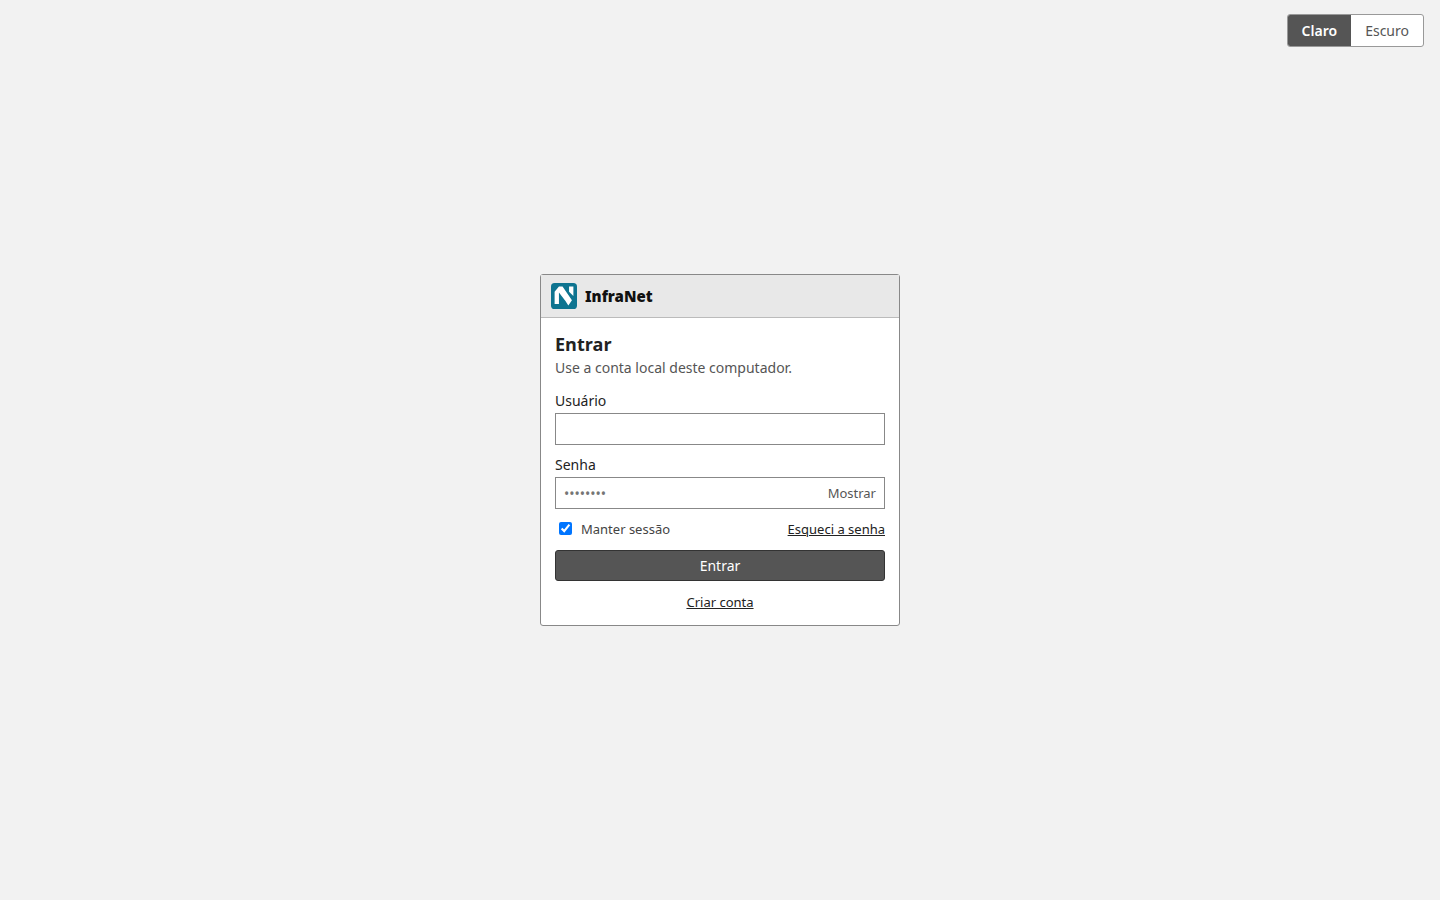 Claro Escuro
InfraNet
Entrar
Use a conta local deste computador.
Usuário
Senha
•••••••• Mostrar
Manter sessão Esqueci a senha
Entrar
Criar conta